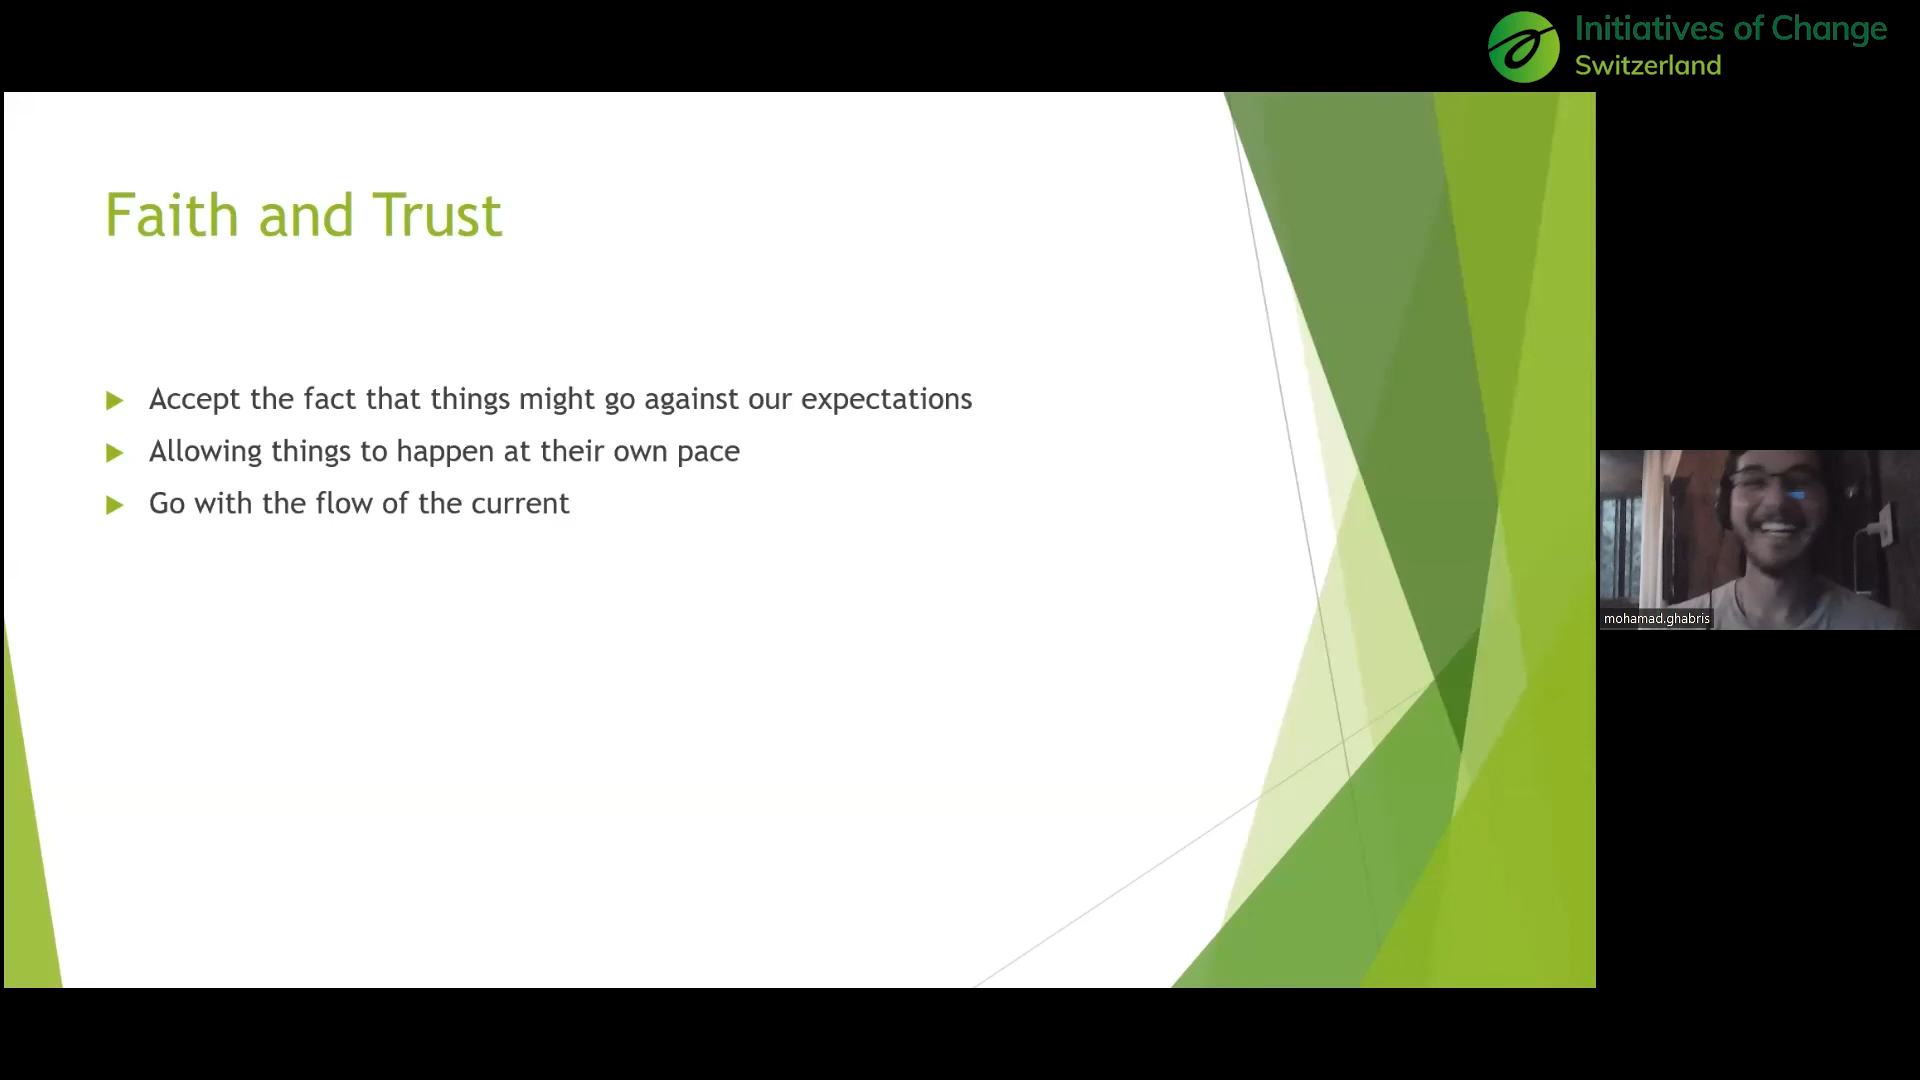 Initiatives of Change
Switzerland
Faith and Trust
Accept the fact that things might go against our expectations
Allowing things to happen at their own pace
Go with the flow of the current
mohamad.ghabris